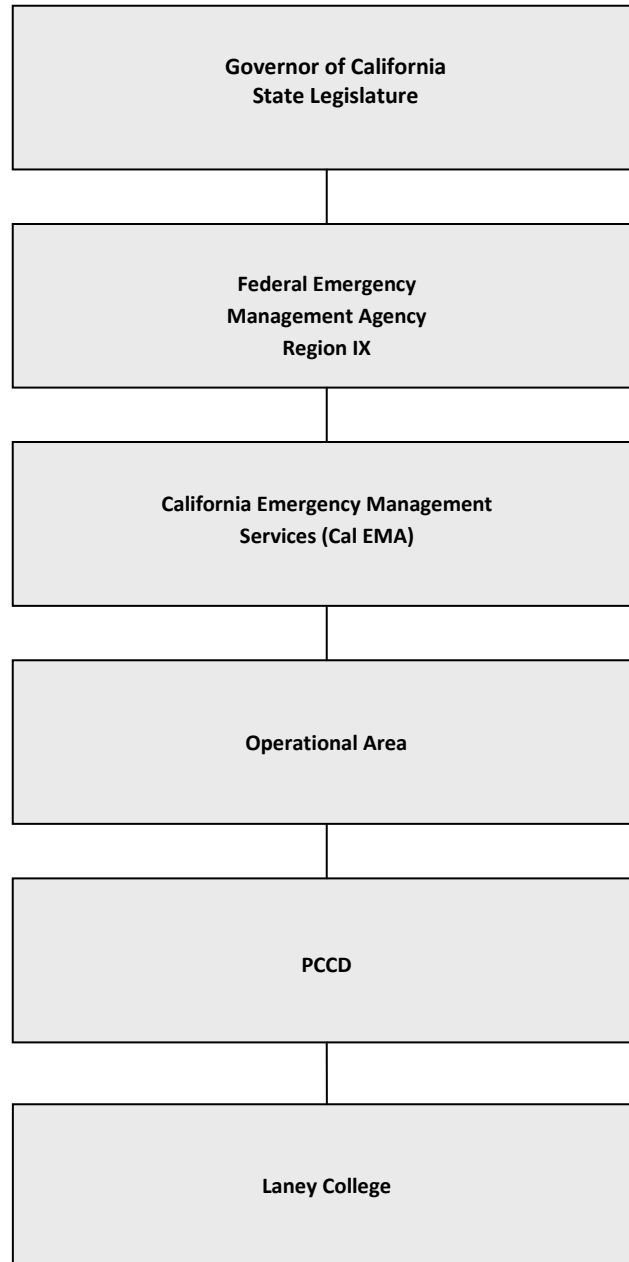 Governor of California
State Legislature
Federal Emergency
Management Agency
Region IX
California Emergency Management
Services (Cal EMA)
Operational Area
PCCD
Laney College